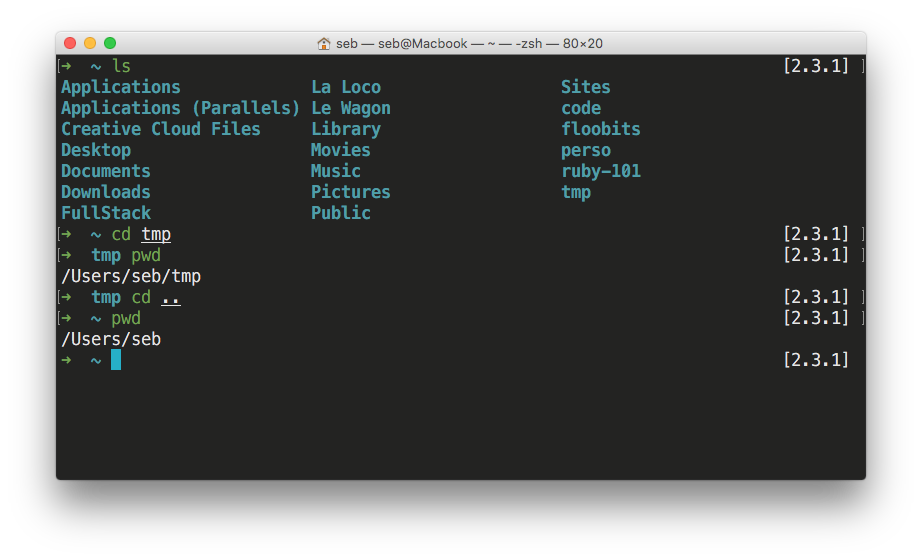 seb — seb@Macbook — ~ — -zsh — 80×20
[→ ~ ls [2.3.1] ]
Applications La Loco Sites
Applications (Parallels) Le Wagon code
Creative Cloud Files Library floobits
Desktop Movies perso
Documents Music ruby-101
Downloads Pictures tmp
FullStack Public
[→ ~ cd tmp [2.3.1] ]
[→ tmp pwd [2.3.1] ]
/Users/seb/tmp
[→ tmp cd .. [2.3.1] ]
[→ ~ pwd [2.3.1] ]
/Users/seb
→ ~ [2.3.1]